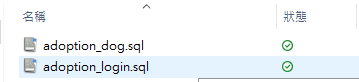 名稱 狀態
adoption_dog.sql
adoption_login.sql